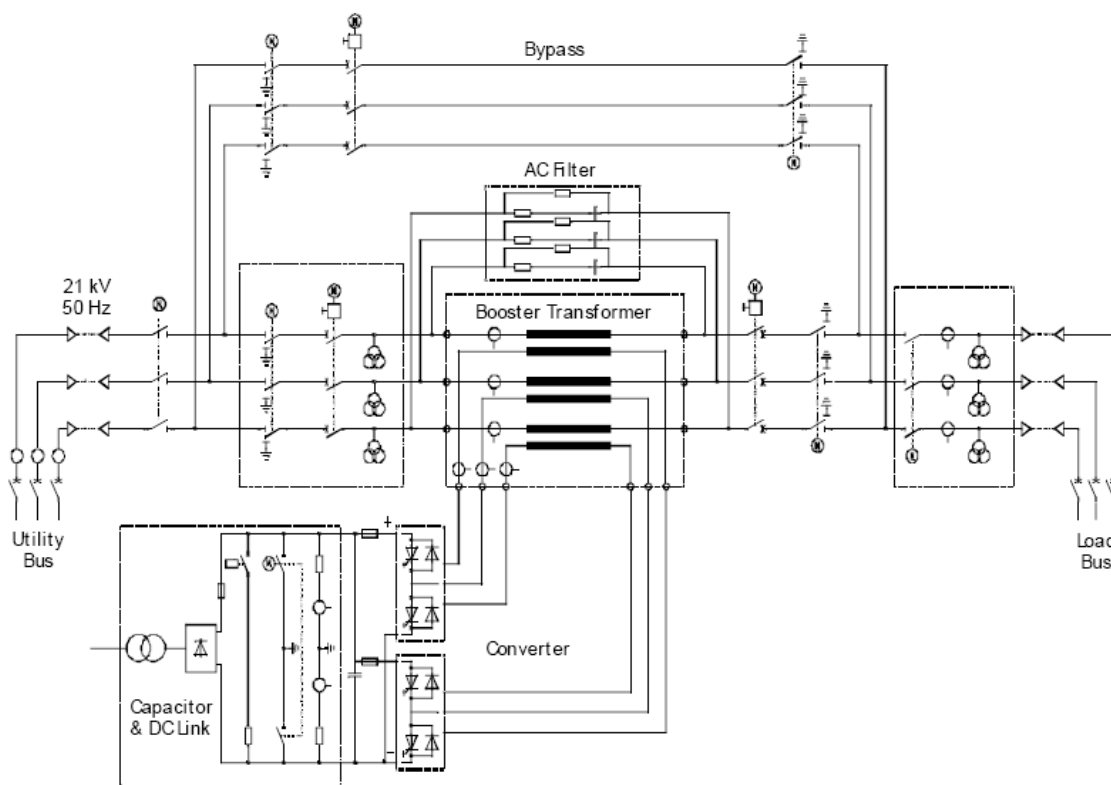 Bypass
AC Filter
21 kV
50 Hz
Booster Transformer
Utility
Bus
Load
Bus
+
Converter
Capacitor
& DC Link
-